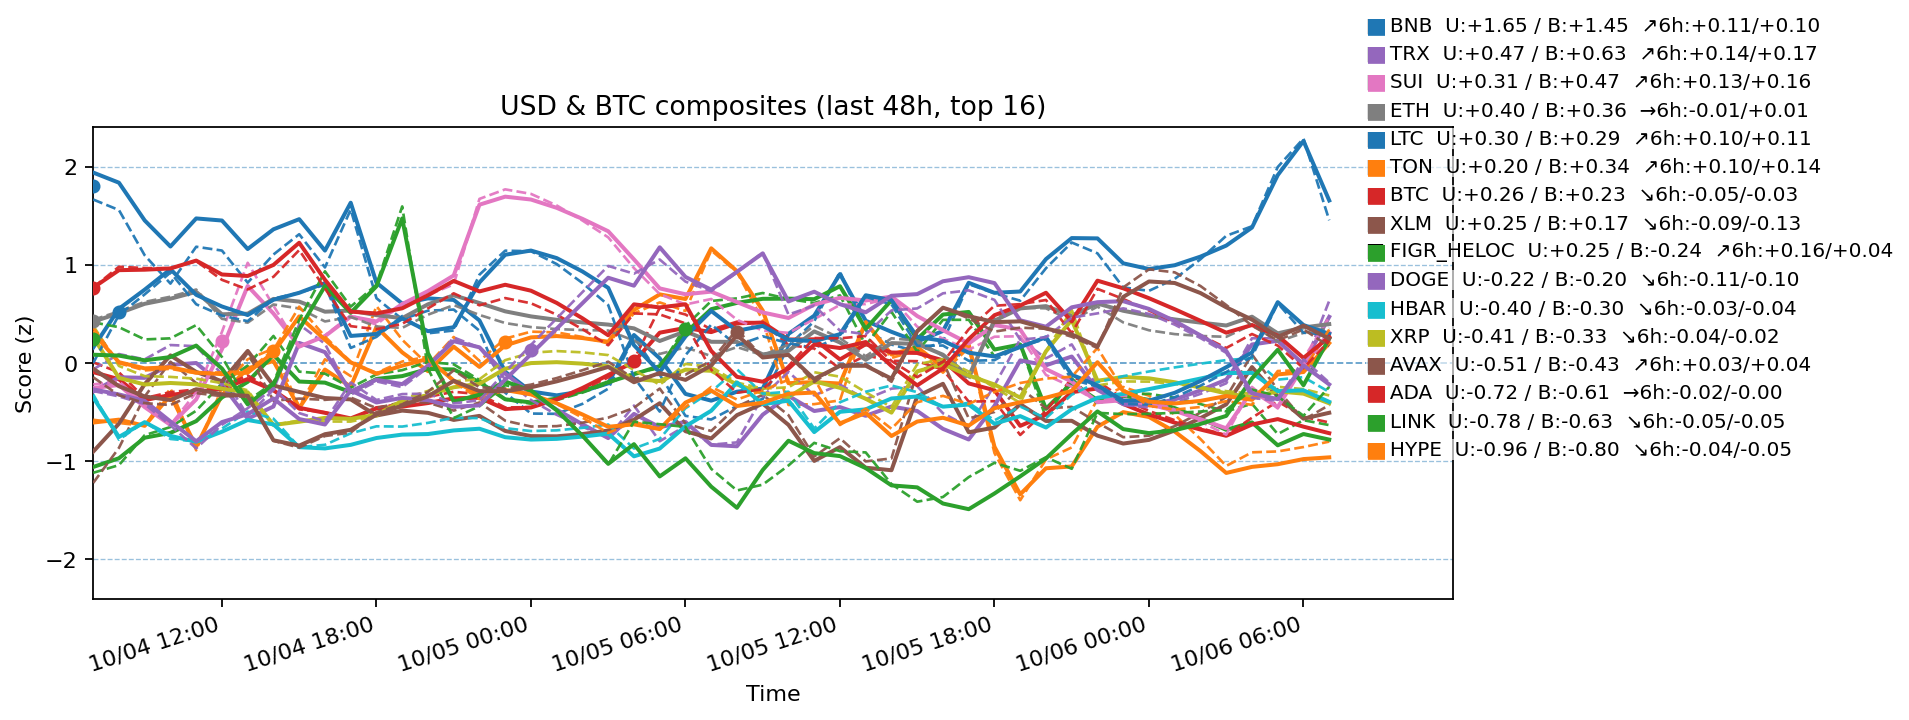 BNB  U:+1.65 / B:+1.45  ↗6h:+0.11/+0.10
TRX  U:+0.47 / B:+0.63  ↗6h:+0.14/+0.17
SUI  U:+0.31 / B:+0.47  ↗6h:+0.13/+0.16
ETH  U:+0.40 / B:+0.36  →6h:-0.01/+0.01
LTC  U:+0.30 / B:+0.29  ↗6h:+0.10/+0.11
TON  U:+0.20 / B:+0.34  ↗6h:+0.10/+0.14
BTC  U:+0.26 / B:+0.23  ↘6h:-0.05/-0.03
XLM  U:+0.25 / B:+0.17  ↘6h:-0.09/-0.13
FIGR_HELOC  U:+0.25 / B:-0.24  ↗6h:+0.16/+0.04
DOGE  U:-0.22 / B:-0.20  ↘6h:-0.11/-0.10
HBAR  U:-0.40 / B:-0.30  ↘6h:-0.03/-0.04
XRP  U:-0.41 / B:-0.33  ↘6h:-0.04/-0.02
AVAX  U:-0.51 / B:-0.43  ↗6h:+0.03/+0.04
ADA  U:-0.72 / B:-0.61  →6h:-0.02/-0.00
LINK  U:-0.78 / B:-0.63  ↘6h:-0.05/-0.05
HYPE  U:-0.96 / B:-0.80  ↘6h:-0.04/-0.05
USD & BTC composites (last 48h, top 16)
Score (z)
2
1
0
−1
−2
10/04 12:00
10/04 18:00
10/05 00:00
10/05 06:00
10/05 12:00
10/05 18:00
10/06 00:00
10/06 06:00
Time